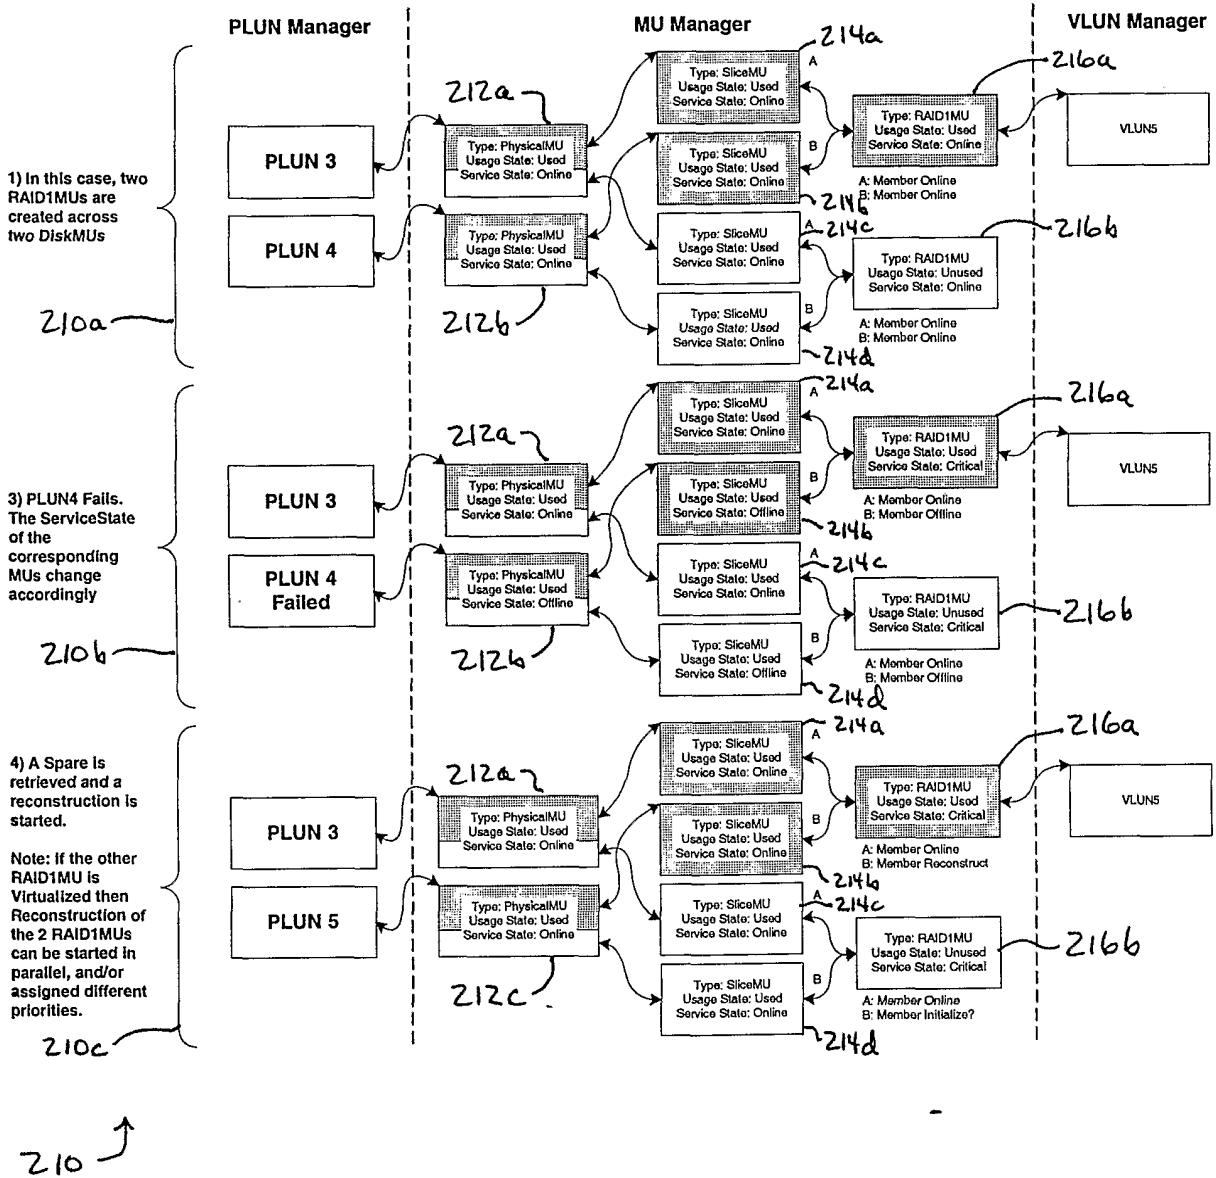 PLUN Manager
MU Manager
VLUN Manager
1) In this case, two
RAID1MUs are
created across
two DiskMUs
210a
PLUN 3
PLUN 4
212a
Type: PhysicalMU
Usage State: Used
Service State: Online
Type: PhysicalMU
Usage State: Used
Service State: Online
212b
214a
A
Type: SliceMU
Usage State: Used
Service State: Online
B
Type: SliceMU
Usage State: Used
Service State: Online
214b
A
214c
Type: SliceMU
Usage State: Used
Service State: Online
B
Type: SliceMU
Usage State: Used
Service State: Online
214d
216a
Type: RAID1MU
Usage State: Used
Service State: Online
A: Member Online
B: Member Online
216b
Type: RAID1MU
Usage State: Unused
Service State: Online
A: Member Online
B: Member Online
VLUN5
3) PLUN4 Fails.
The ServiceState
of the
corresponding
MUs change
accordingly
210b
PLUN 3
PLUN 4
Failed
212a
Type: PhysicalMU
Usage State: Used
Service State: Online
Type: PhysicalMU
Usage State: Used
Service State: Offline
212b
214a
A
Type: SliceMU
Usage State: Used
Service State: Online
B
Type: SliceMU
Usage State: Used
Service State: Offline
214b
A
214c
Type: SliceMU
Usage State: Used
Service State: Online
B
Type: SliceMU
Usage State: Used
Service State: Offline
214d
216a
Type: RAID1MU
Usage State: Used
Service State: Critical
A: Member Online
B: Member Offline
216b
Type: RAID1MU
Usage State: Unused
Service State: Critical
A: Member Online
B: Member Offline
VLUN5
4) A Spare is
retrieved and a
reconstruction is
started.
Note: If the other
RAID1MU is
Virtualized then
Reconstruction of
the 2 RAID1MUs
can be started in
parallel, and/or
assigned different
priorities.
210c
PLUN 3
PLUN 5
212a
Type: PhysicalMU
Usage State: Used
Service State: Online
Type: PhysicalMU
Usage State: Used
Service State: Online
212c
214a
A
Type: SliceMU
Usage State: Used
Service State: Online
B
Type: SliceMU
Usage State: Used
Service State: Online
214b
A
214c
Type: SliceMU
Usage State: Used
Service State: Online
B
Type: SliceMU
Usage State: Used
Service State: Online
214d
216a
Type: RAID1MU
Usage State: Used
Service State: Critical
A: Member Online
B: Member Reconstruct
216b
Type: RAID1MU
Usage State: Unused
Service State: Critical
A: Member Online
B: Member Initialize?
VLUN5
210